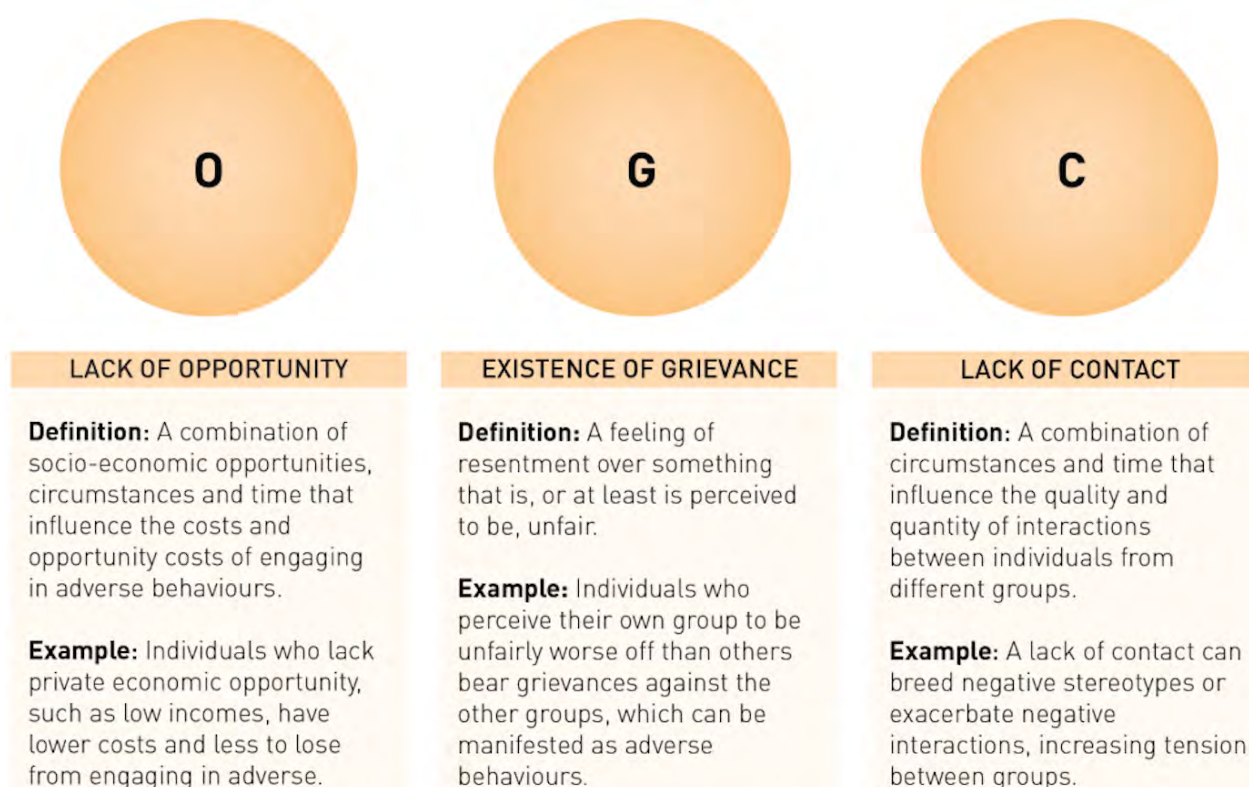 O
LACK OF OPPORTUNITY
Definition: A combination of
socio-economic opportunities,
circumstances and time that
influence the costs and
opportunity costs of engaging
in adverse behaviours.
Example: Individuals who lack
private economic opportunity,
such as low incomes, have
lower costs and less to lose
from engaging in adverse.
G
EXISTENCE OF GRIEVANCE
Definition: A feeling of
resentment over something
that is, or at least is perceived
to be, unfair.
Example: Individuals who
perceive their own group to be
unfairly worse off than others
bear grievances against the
other groups, which can be
manifested as adverse
behaviours.
C
LACK OF CONTACT
Definition: A combination of
circumstances and time that
influence the quality and
quantity of interactions
between individuals from
different groups.
Example: A lack of contact can
breed negative stereotypes or
exacerbate negative
interactions, increasing tension
between groups.